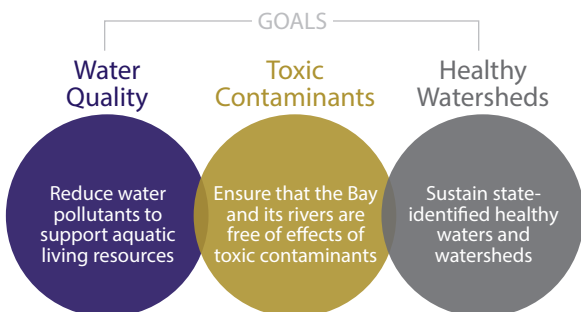 GOALS
Water
Quality
Toxic
Contaminants
Healthy
Watersheds
Reduce water
pollutants to
support aquatic
living resources
Ensure that the Bay
and its rivers are
free of effects of
toxic contaminants
Sustain state-
identified healthy
waters and
watersheds